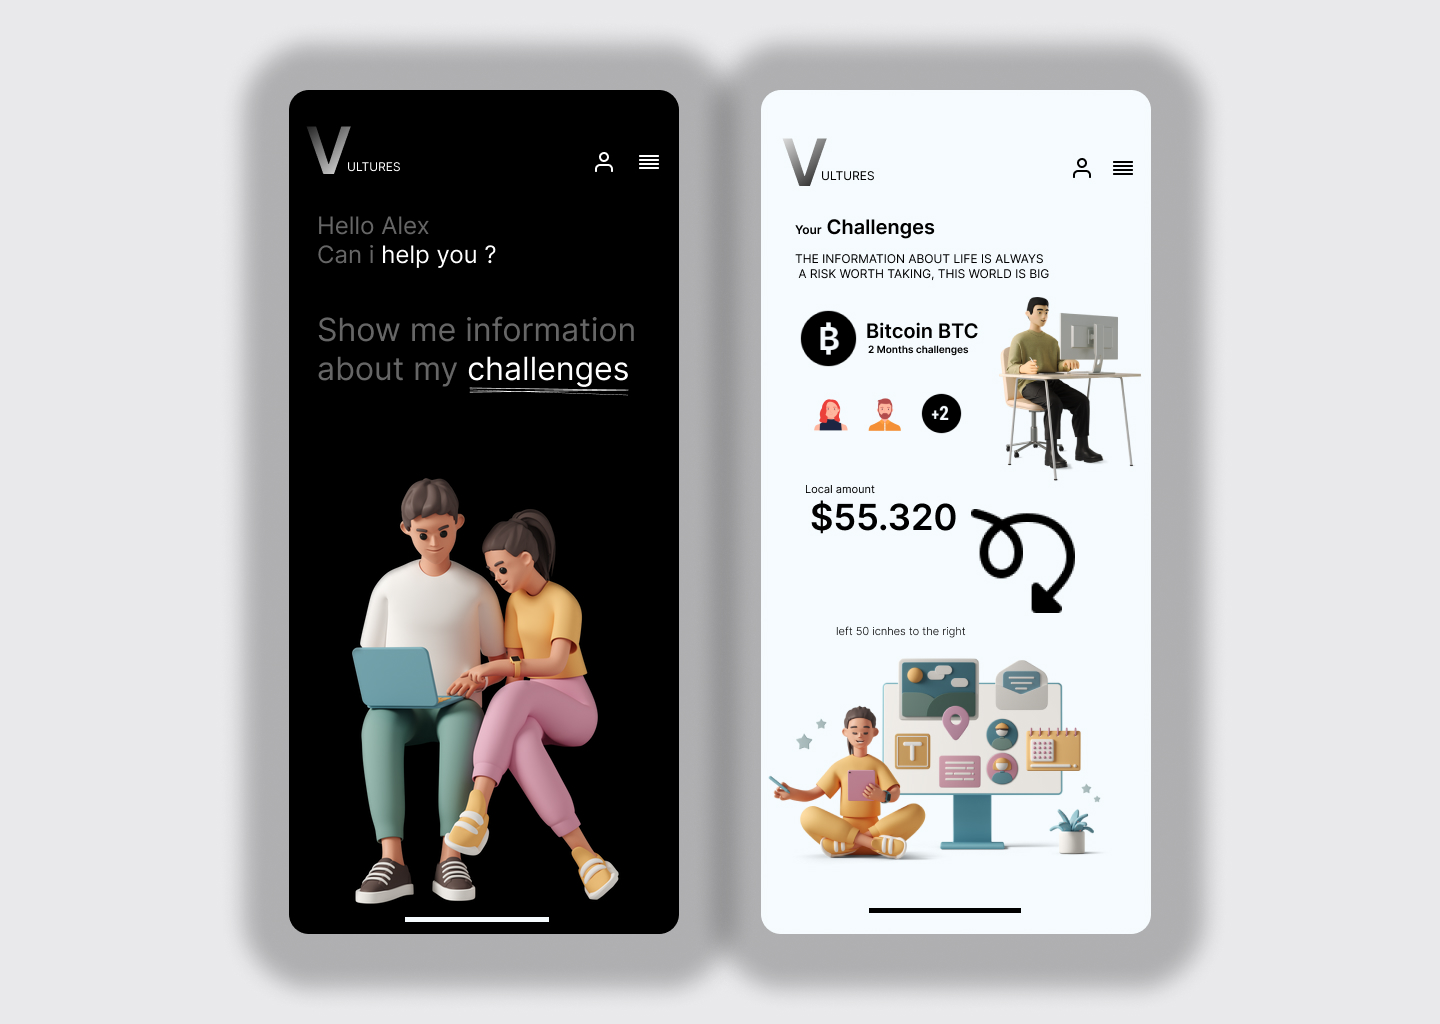 VULTURES
Hello Alex
Can i help you ?
Show me information
about my challenges
VULTURES
Your Challenges
THE INFORMATION ABOUT LIFE IS ALWAYS
A RISK WORTH TAKING, THIS WORLD IS BIG
₿ Bitcoin BTC
2 Months challenges
+2
Local amount
$55.320
left 50 icnhes to the right
T